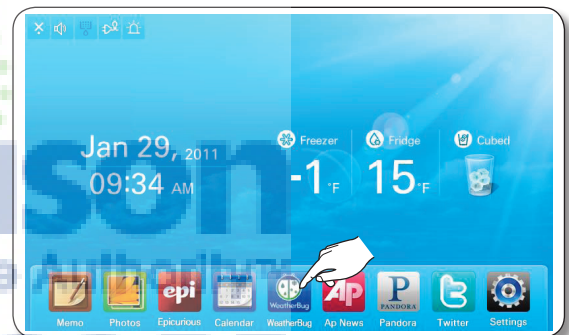 Jan 29, 2011
09:34 AM
Freezer
-1 °F
Fridge
15 °F
Cubed
epi
WeatherBug
AP
P
PANDORA
Memo Photos Epicurious Calendar WeatherBug Ap News Pandora Twitter Settings